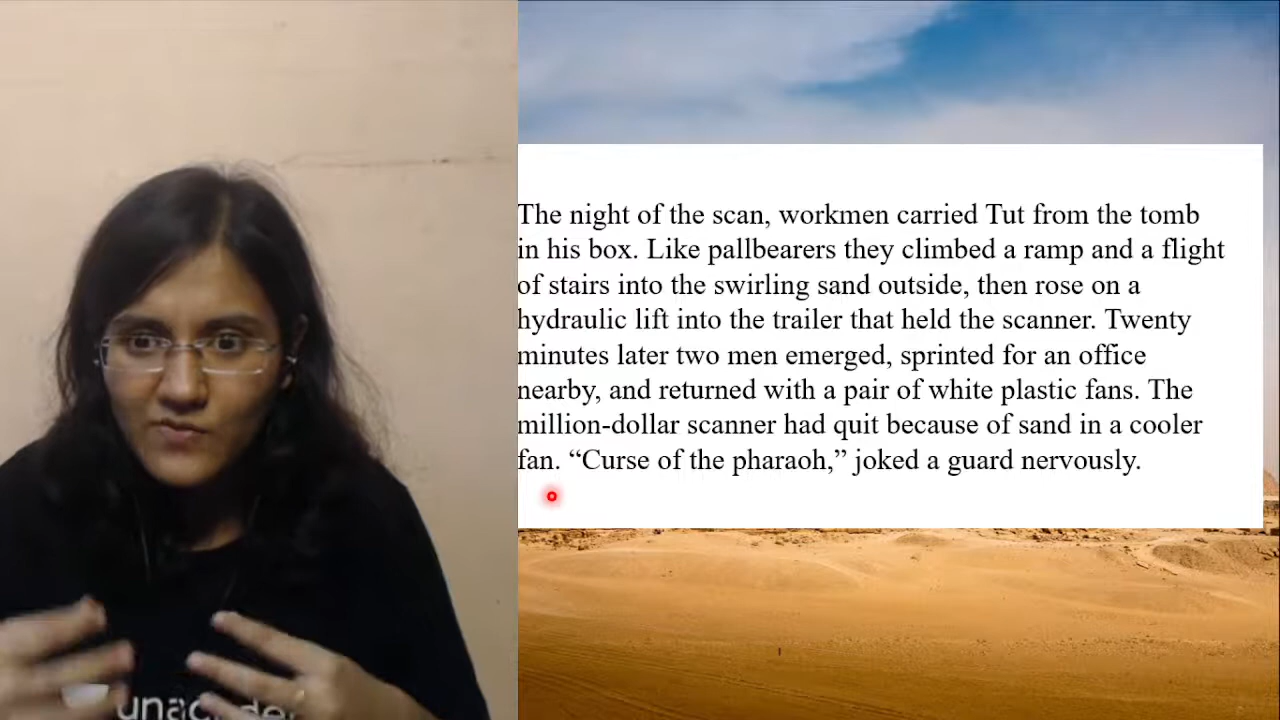 The night of the scan, workmen carried Tut from the tomb
in his box. Like pallbearers they climbed a ramp and a flight
of stairs into the swirling sand outside, then rose on a
hydraulic lift into the trailer that held the scanner. Twenty
minutes later two men emerged, sprinted for an office
nearby, and returned with a pair of white plastic fans. The
million-dollar scanner had quit because of sand in a cooler
fan. “Curse of the pharaoh,” joked a guard nervously.